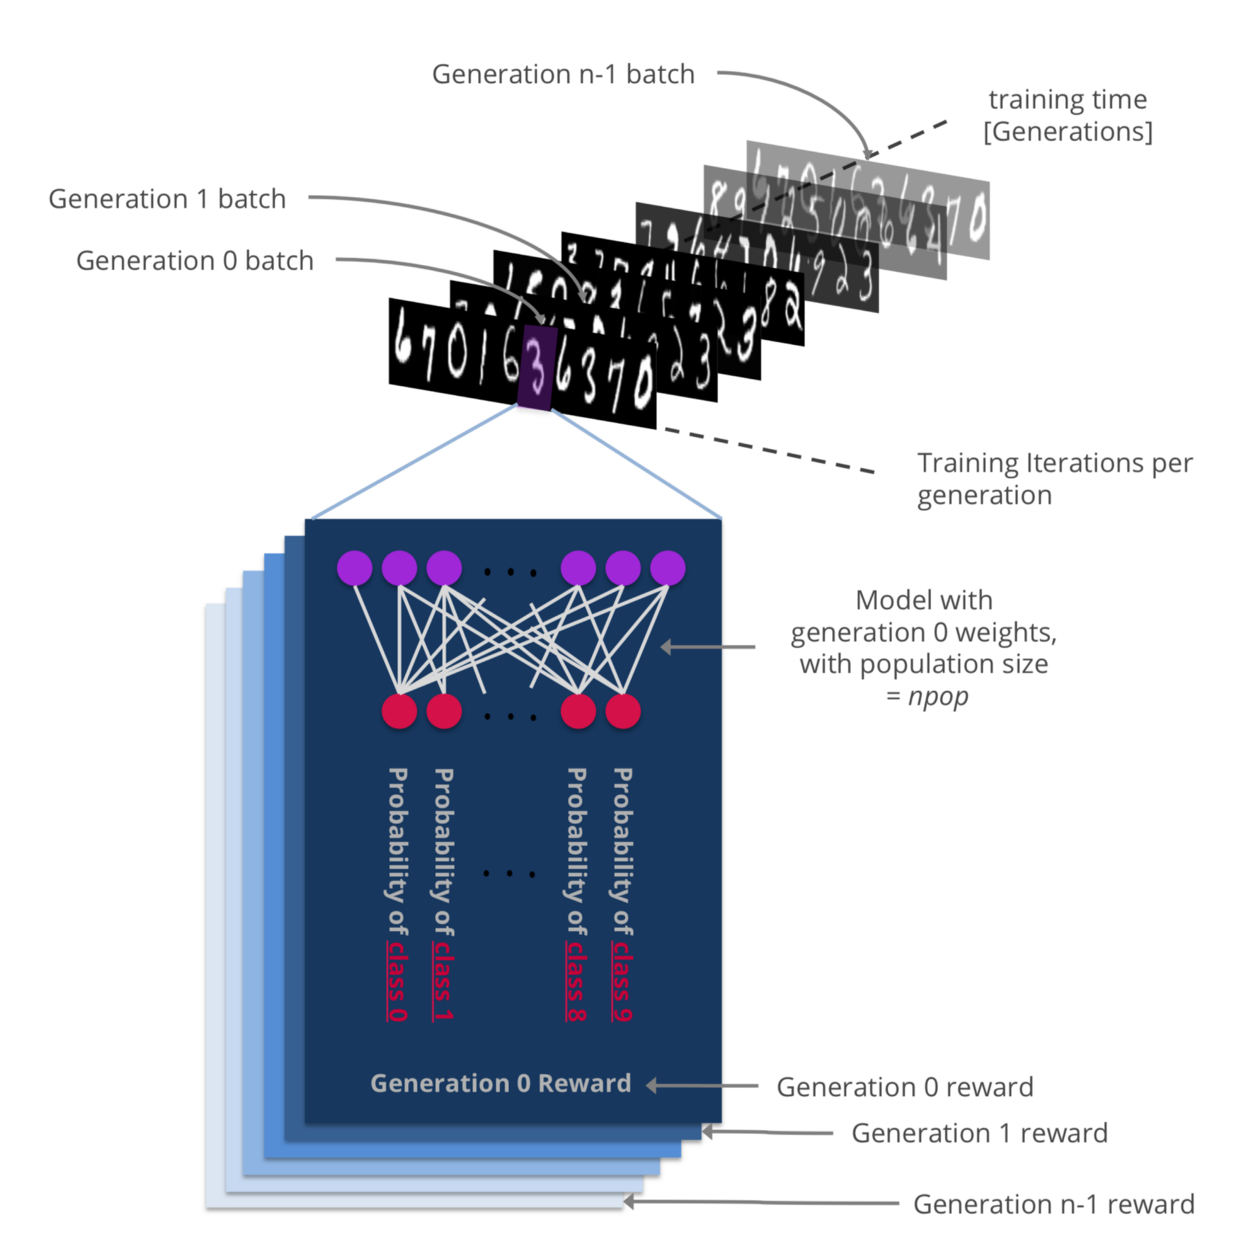 Generation n-1 batch
training time
[Generations]
Generation 1 batch
Generation 0 batch
6 7 0 1 6 3 6 3 7 0
Training Iterations per
generation
Model with
generation 0 weights,
with population size
= npop
. . .
. . .
Probability of class 0
Probability of class 1
. . .
Probability of class 8
Probability of class 9
Generation 0 Reward
Generation 0 reward
Generation 1 reward
Generation n-1 reward